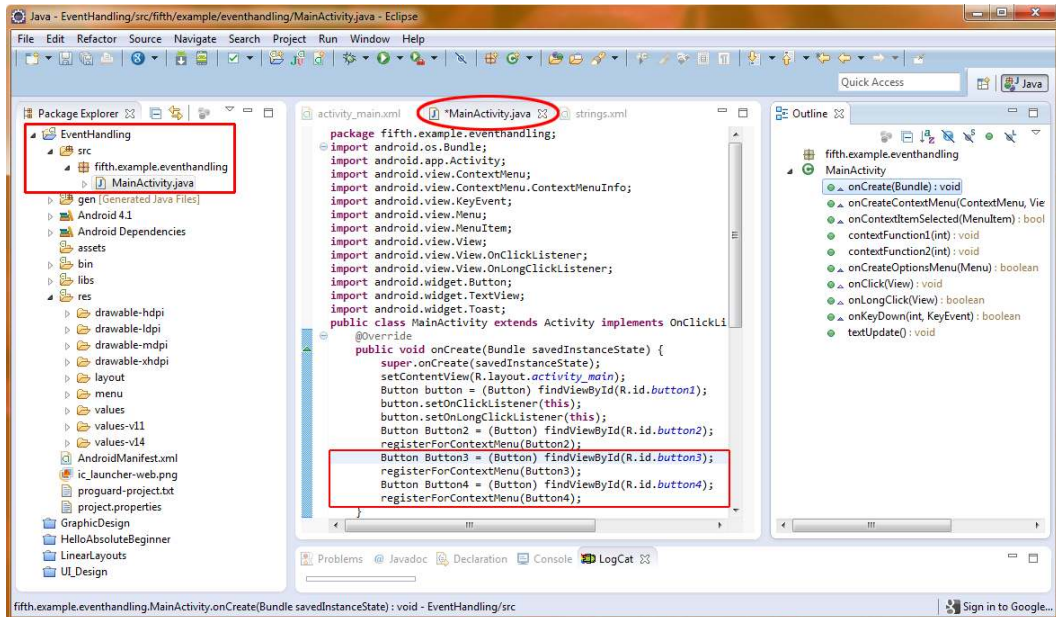 Java - EventHandling/src/fifth/example/eventhandling/MainActivity.java - Eclipse
File Edit Refactor Source Navigate Search Project Run Window Help
Quick Access
Java
Package Explorer
EventHandling
src
fifth.example.eventhandling
MainActivity.java
gen [Generated Java Files]
Android 4.1
Android Dependencies
assets
bin
libs
res
drawable-hdpi
drawable-ldpi
drawable-mdpi
drawable-xhdpi
layout
menu
values
values-v11
values-v14
AndroidManifest.xml
ic_launcher-web.png
proguard-project.txt
project.properties
GraphicDesign
HelloAbsoluteBeginner
LinearLayouts
UI_Design
activity_main.xml
*MainActivity.java
strings.xml
package fifth.example.eventhandling;
import android.os.Bundle;
import android.app.Activity;
import android.view.ContextMenu;
import android.view.ContextMenu.ContextMenuInfo;
import android.view.KeyEvent;
import android.view.Menu;
import android.view.MenuItem;
import android.view.View;
import android.view.View.OnClickListener;
import android.view.View.OnLongClickListener;
import android.widget.Button;
import android.widget.TextView;
import android.widget.Toast;
public class MainActivity extends Activity implements OnClickLi
@Override
public void onCreate(Bundle savedInstanceState) {
super.onCreate(savedInstanceState);
setContentView(R.layout.activity_main);
Button button = (Button) findViewById(R.id.button1);
button.setOnClickListener(this);
button.setOnLongClickListener(this);
Button Button2 = (Button) findViewById(R.id.button2);
registerForContextMenu(Button2);
Button Button3 = (Button) findViewById(R.id.button3);
registerForContextMenu(Button3);
Button Button4 = (Button) findViewById(R.id.button4);
registerForContextMenu(Button4);
}
Outline
fifth.example.eventhandling
MainActivity
onCreate(Bundle) : void
onCreateContextMenu(ContextMenu, Vie
onContextItemSelected(MenuItem) : bool
contextFunction1(int) : void
contextFunction2(int) : void
onCreateOptionsMenu(Menu) : boolean
onClick(View) : void
onLongClick(View) : boolean
onKeyDown(int, KeyEvent) : boolean
textUpdate() : void
Problems @ Javadoc Declaration Console LogCat
fifth.example.eventhandling.MainActivity.onCreate(Bundle savedInstanceState) : void - EventHandling/src
Sign in to Google...